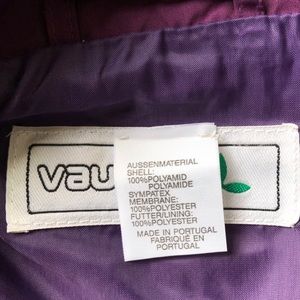 vau
AUSSENMATERIAL
SHELL:
100%POLYAMID
POLYAMIDE
SYMPATEX
MEMBRANE:
100%POLYESTER
FUTTER/LINING:
100%POLYESTER
MADE IN PORTUGAL
FABRIQUÉ EN
PORTUGAL